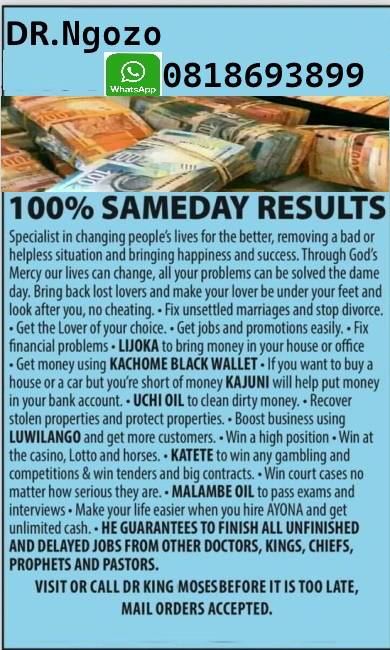 DR.Ngozo
WhatsApp
0818693899
100% SAMEDAY RESULTS
Specialist in changing people's lives for the better, removing a bad or
helpless situation and bringing happiness and success. Through God's
Mercy our lives can change, all your problems can be solved the dame
day. Bring back lost lovers and make your lover be under your feet and
look after you, no cheating. • Fix unsettled marriages and stop divorce.
• Get the Lover of your choice. • Get jobs and promotions easily. • Fix
financial problems • LIJOKA to bring money in your house or office
• Get money using KACHOME BLACK WALLET • If you want to buy a
house or a car but you're short of money KAJUNI will help put money
in your bank account. • UCHI OIL to clean dirty money. • Recover
stolen properties and protect properties. • Boost business using
LUWILANGO and get more customers. • Win a high position • Win at
the casino, Lotto and horses. • KATETE to win any gambling and
competitions & win tenders and big contracts. • Win court cases no
matter how serious they are. • MALAMBE OIL to pass exams and
interviews • Make your life easier when you hire AYONA and get
unlimited cash. • HE GUARANTEES TO FINISH ALL UNFINISHED
AND DELAYED JOBS FROM OTHER DOCTORS, KINGS, CHIEFS,
PROPHETS AND PASTORS.
VISIT OR CALL DR KING MOSES BEFORE IT IS TOO LATE,
MAIL ORDERS ACCEPTED.